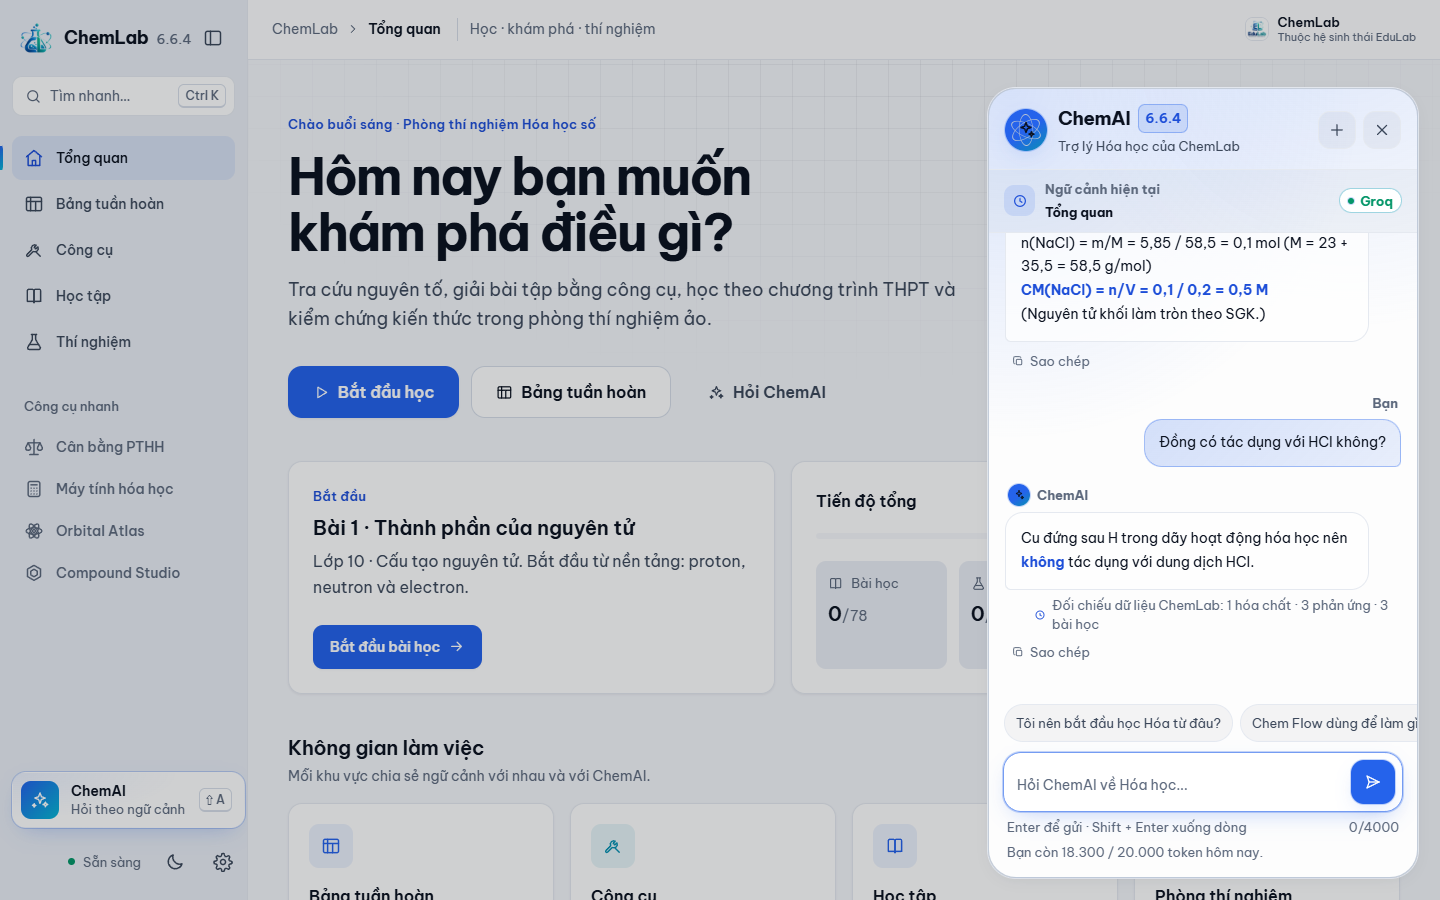 ChemLab 6.6.4
Tìm nhanh... Ctrl K
Tổng quan
Bảng tuần hoàn
Công cụ
Học tập
Thí nghiệm
Công cụ nhanh
Cân bằng PTHH
Máy tính hóa học
Orbital Atlas
Compound Studio
ChemAI
Hỏi theo ngữ cảnh
⇧ A
Sẵn sàng
ChemLab > Tổng quan
Học · khám phá · thí nghiệm
ChemLab
Thuộc hệ sinh thái EduLab
Chào buổi sáng · Phòng thí nghiệm Hóa học số
Hôm nay bạn muốn
khám phá điều gì?
Tra cứu nguyên tố, giải bài tập bằng công cụ, học theo chương trình THPT và
kiểm chứng kiến thức trong phòng thí nghiệm ảo.
Bắt đầu học
Bảng tuần hoàn
Hỏi ChemAI
Bắt đầu
Bài 1 · Thành phần của nguyên tử
Lớp 10 · Cấu tạo nguyên tử. Bắt đầu từ nền tảng: proton,
neutron và electron.
Bắt đầu bài học →
Tiến độ tổng
Bài học
0/78
0/
Không gian làm việc
Mỗi khu vực chia sẻ ngữ cảnh với nhau và với ChemAI.
Bảng tuần hoàn
Công cụ
Học tập
Phòng thí nghiệm
ChemAI 6.6.4
Trợ lý Hóa học của ChemLab
Ngữ cảnh hiện tại
Tổng quan
Groq
n(NaCl) = m/M = 5,85 / 58,5 = 0,1 mol (M = 23 +
35,5 = 58,5 g/mol)
CM(NaCl) = n/V = 0,1 / 0,2 = 0,5 M
(Nguyên tử khối làm tròn theo SGK.)
Sao chép
Bạn
Đồng có tác dụng với HCl không?
ChemAI
Cu đứng sau H trong dãy hoạt động hóa học nên
không tác dụng với dung dịch HCl.
Đối chiếu dữ liệu ChemLab: 1 hóa chất · 3 phản ứng · 3
bài học
Sao chép
Tôi nên bắt đầu học Hóa từ đâu?
Chem Flow dùng để làm gì
Hỏi ChemAI về Hóa học...
Enter để gửi · Shift + Enter xuống dòng
0/4000
Bạn còn 18.300 / 20.000 token hôm nay.